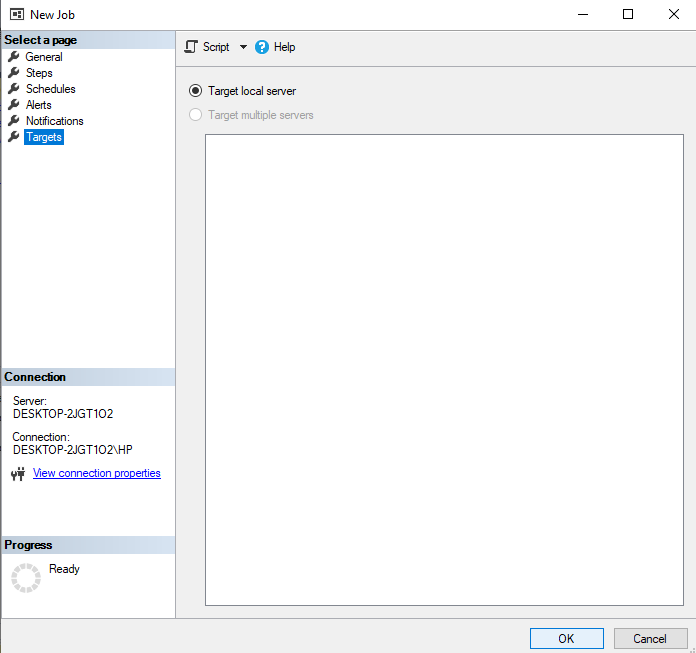 New Job
Select a page
General
Steps
Schedules
Alerts
Notifications
Targets
Script
Help
Target local server
Target multiple servers
Connection
Server:
DESKTOP-2JGT1O2
Connection:
DESKTOP-2JGT1O2\HP
View connection properties
Progress
Ready
OK
Cancel